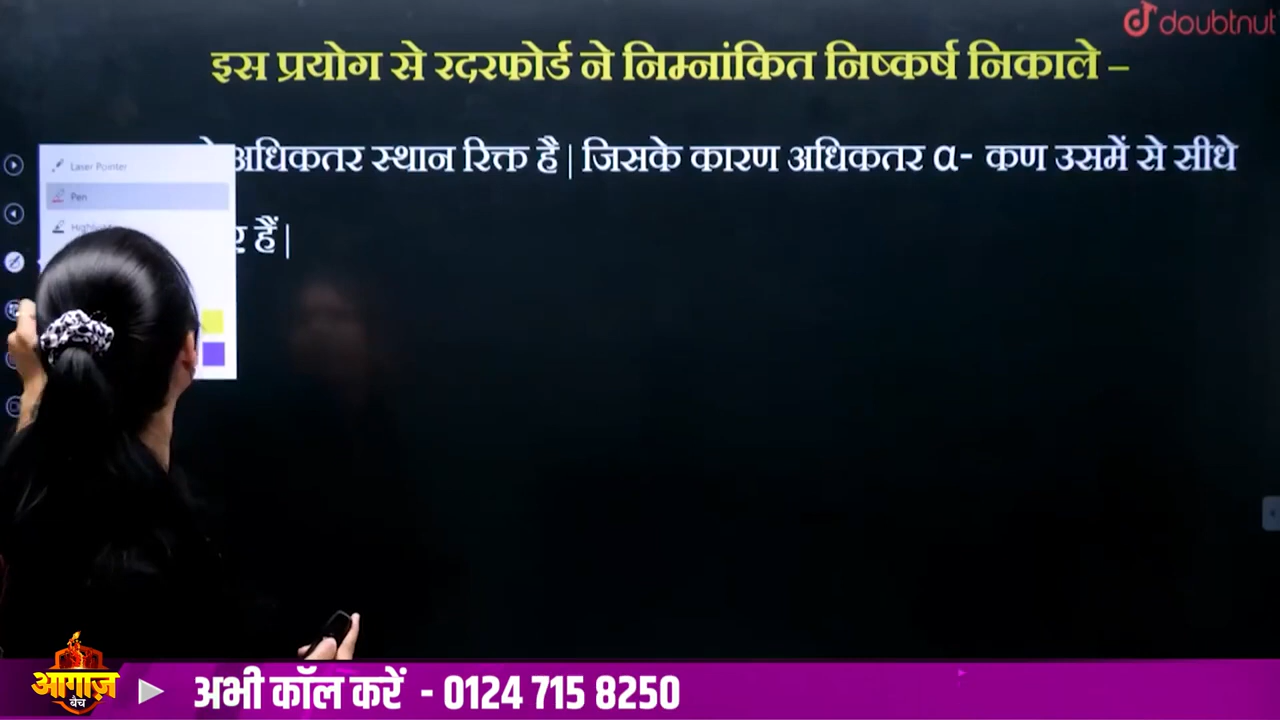 doubtnut
इस प्रयोग से रदरफोर्ड ने निम्नांकित निष्कर्ष निकाले –
अधिकतर स्थान रिक्त है | जिसके कारण अधिकतर α- कण उसमें से सीधे
हैं |
Laser Pointer
Pen
आगाज़
बैच
अभी कॉल करें - 0124 715 8250